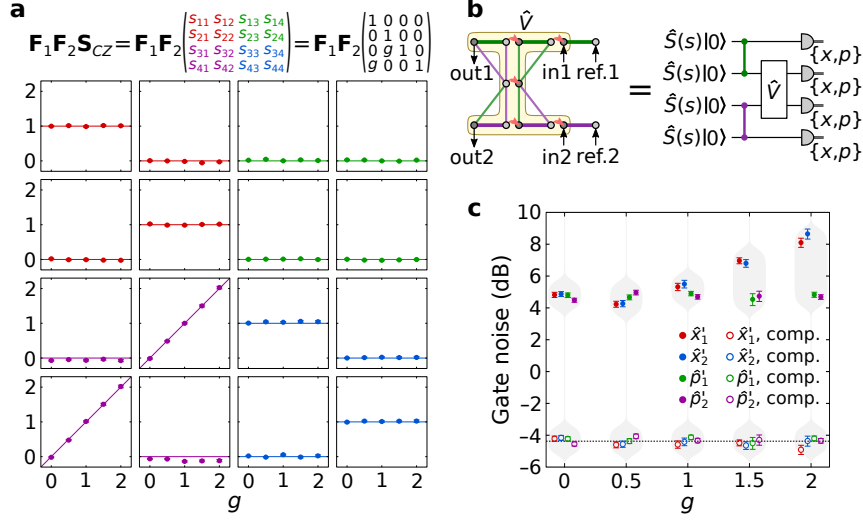 a
F₁F₂S_CZ = F₁F₂ ( s₁₁ s₁₂ s₁₃ s₁₄ ) = F₁F₂ ( 1 0 0 0 )
s₂₁ s₂₂ s₂₃ s₂₄ 0 1 0 0
s₃₁ s₃₂ s₃₃ s₃₄ 0 g 1 0
s₄₁ s₄₂ s₄₃ s₄₄ g 0 0 1
2
1
0
2
1
0
2
1
0
2
1
0
0 1 2 0 1 2 0 1 2 0 1 2
g
b
V̂
out1 in1 ref.1
out2 in2 ref.2
=
Ŝ(s)|0⟩ {x,p}
Ŝ(s)|0⟩ V̂ {x,p}
Ŝ(s)|0⟩ {x,p}
Ŝ(s)|0⟩ {x,p}
c
Gate noise (dB)
10
8
6
4
2
0
−2
−4
−6
x̂′₁ x̂′₁, comp.
x̂′₂ x̂′₂, comp.
p̂′₁ p̂′₁, comp.
p̂′₂ p̂′₂, comp.
0 0.5 1 1.5 2
g